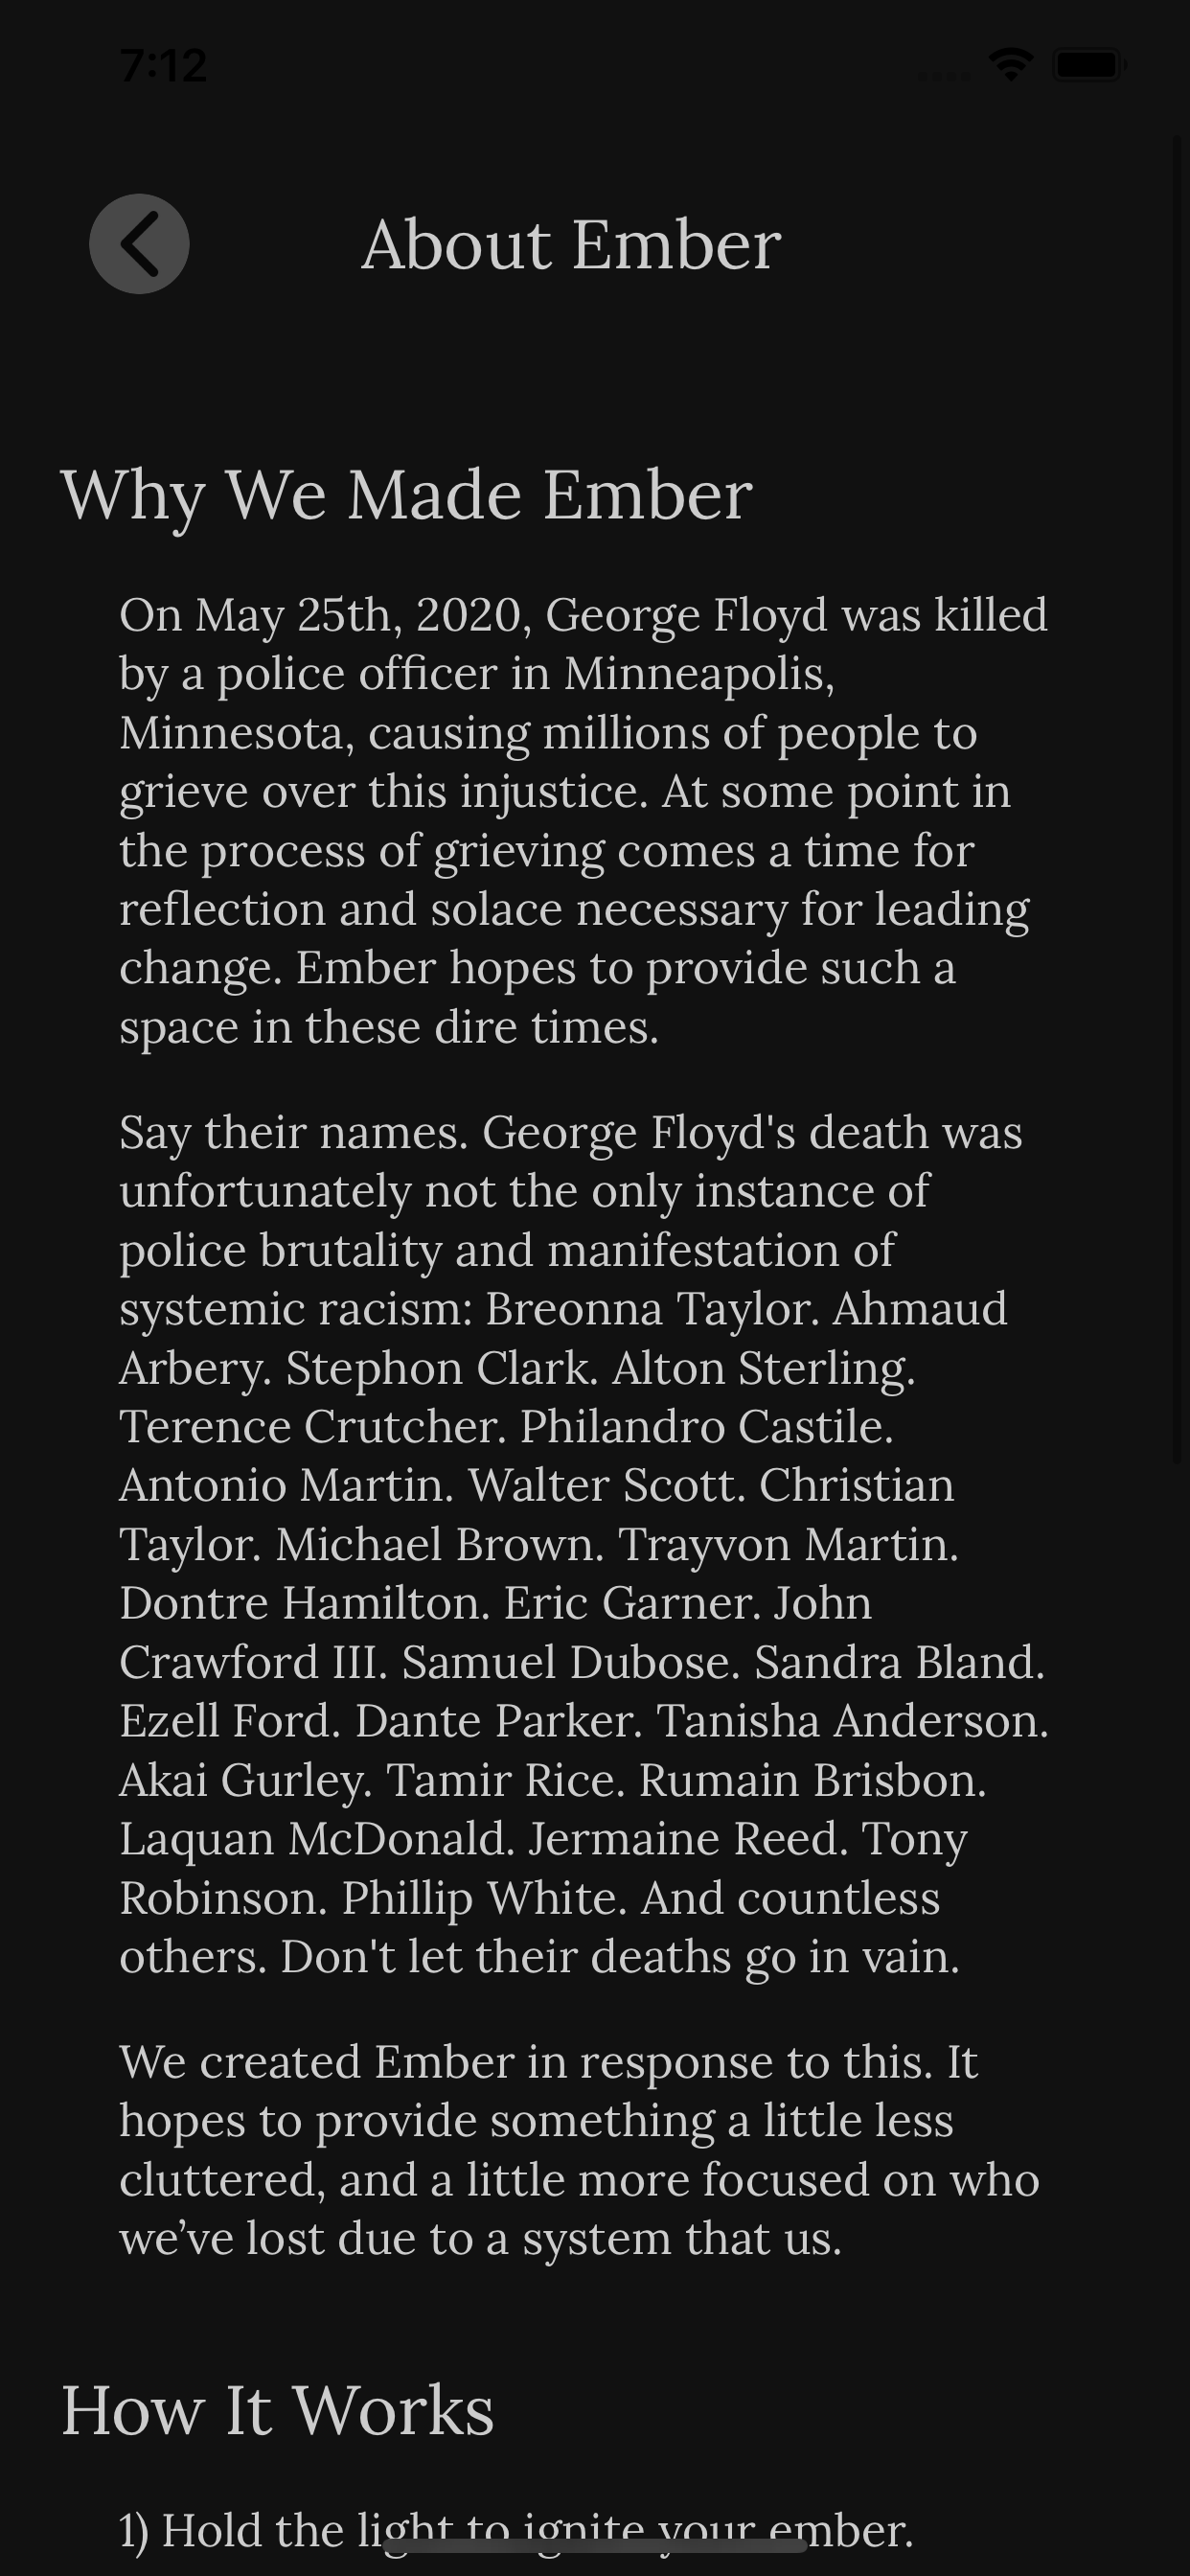 7:12
About Ember
Why We Made Ember
On May 25th, 2020, George Floyd was killed
by a police officer in Minneapolis,
Minnesota, causing millions of people to
grieve over this injustice. At some point in
the process of grieving comes a time for
reflection and solace necessary for leading
change. Ember hopes to provide such a
space in these dire times.
Say their names. George Floyd's death was
unfortunately not the only instance of
police brutality and manifestation of
systemic racism: Breonna Taylor. Ahmaud
Arbery. Stephon Clark. Alton Sterling.
Terence Crutcher. Philandro Castile.
Antonio Martin. Walter Scott. Christian
Taylor. Michael Brown. Trayvon Martin.
Dontre Hamilton. Eric Garner. John
Crawford III. Samuel Dubose. Sandra Bland.
Ezell Ford. Dante Parker. Tanisha Anderson.
Akai Gurley. Tamir Rice. Rumain Brisbon.
Laquan McDonald. Jermaine Reed. Tony
Robinson. Phillip White. And countless
others. Don't let their deaths go in vain.
We created Ember in response to this. It
hopes to provide something a little less
cluttered, and a little more focused on who
we’ve lost due to a system that us.
How It Works
1) Hold the light to ignite your ember.